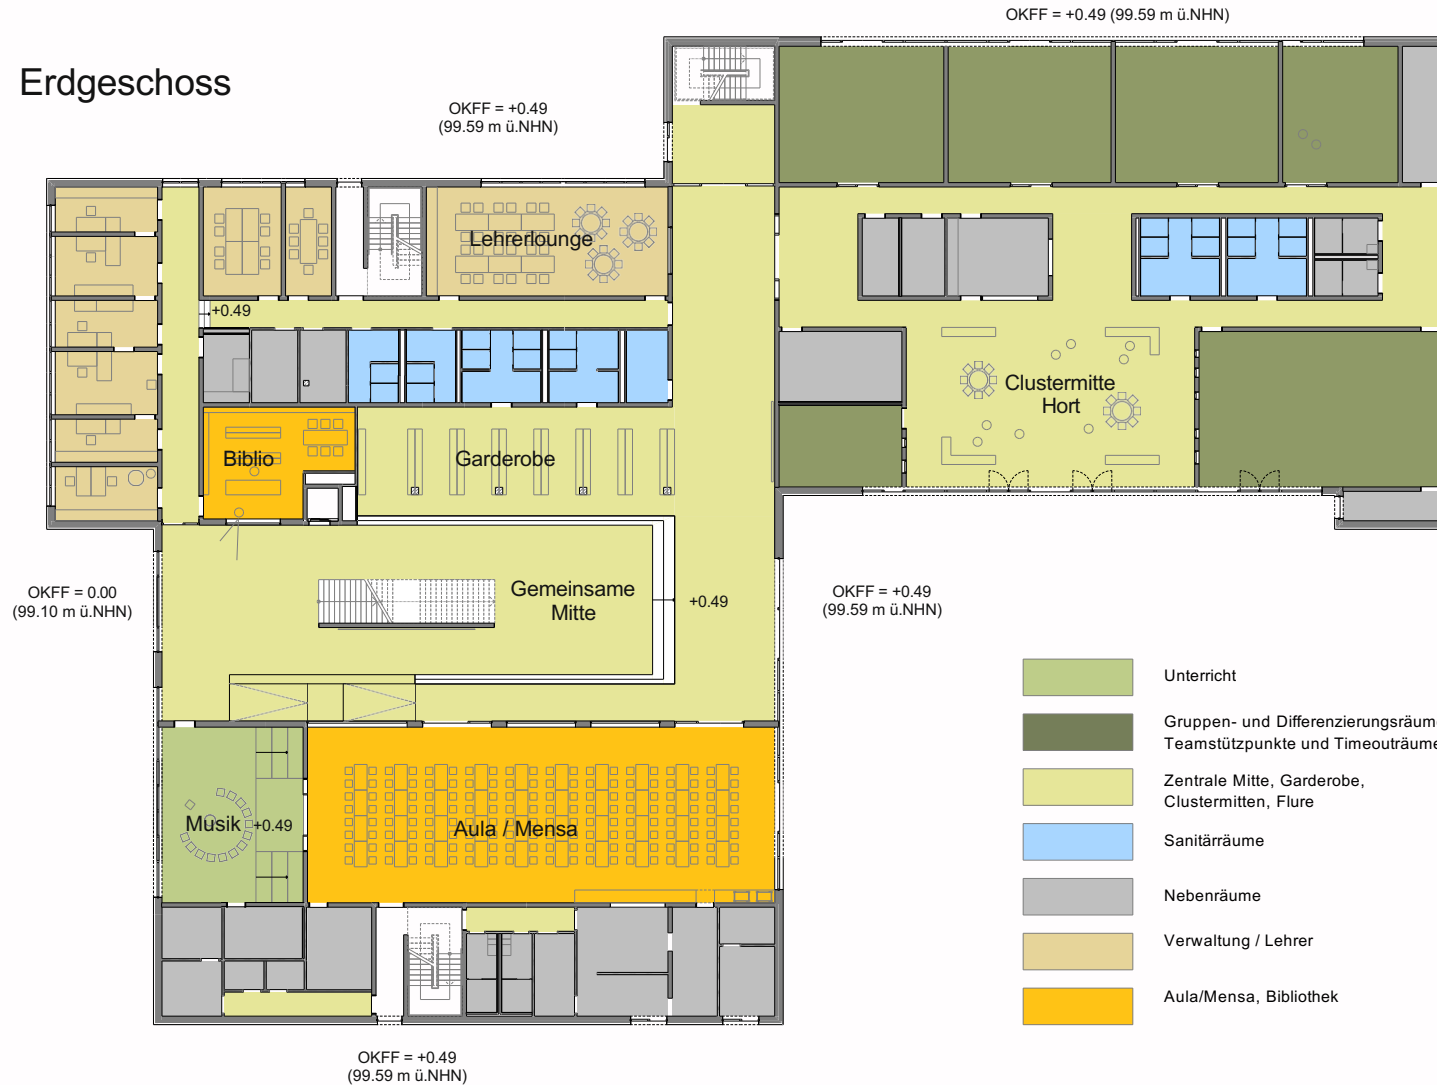 OKFF = +0.49 (99.59 m ü.NHN)
Erdgeschoss
OKFF = +0.49
(99.59 m ü.NHN)
Lehrerlounge
+0.49
Clustermitte
Hort
Biblio
Garderobe
OKFF = 0.00
(99.10 m ü.NHN)
Gemeinsame
Mitte
+0.49
OKFF = +0.49
(99.59 m ü.NHN)
Unterricht
Gruppen- und Differenzierungsräum
Teamstützpunkte und Timeouträume
Zentrale Mitte, Garderobe,
Clustermitten, Flure
Sanitärräume
Nebenräume
Verwaltung / Lehrer
Aula/Mensa, Bibliothek
Musik
+0.49
Aula / Mensa
OKFF = +0.49
(99.59 m ü.NHN)